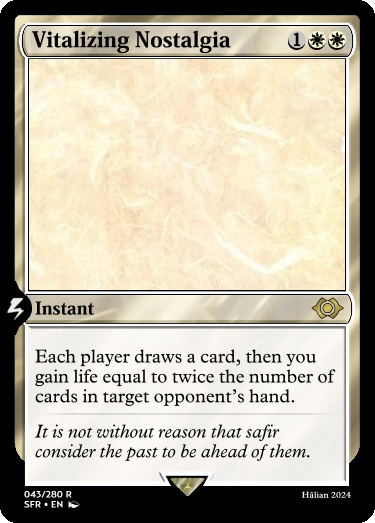 Vitalizing Nostalgia 1
Instant
Each player draws a card, then you
gain life equal to twice the number of
cards in target opponent's hand.
It is not without reason that safir
consider the past to be ahead of them.
043/280 R
SFR • EN
Hālian 2024